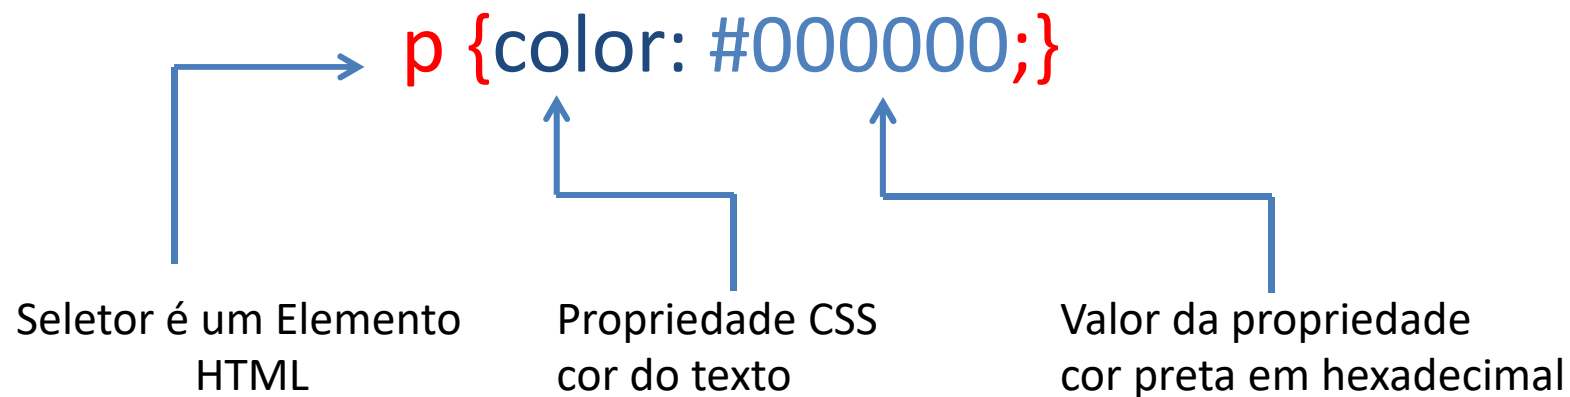 p {color: #000000;}
Seletor é um Elemento
HTML
Propriedade CSS
cor do texto
Valor da propriedade
cor preta em hexadecimal